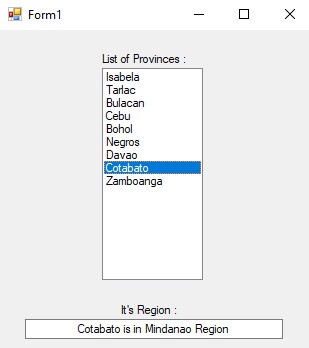 Form1
List of Provinces :
Isabela
Tarlac
Bulacan
Cebu
Bohol
Negros
Davao
Cotabato
Zamboanga
It's Region :
Cotabato is in Mindanao Region